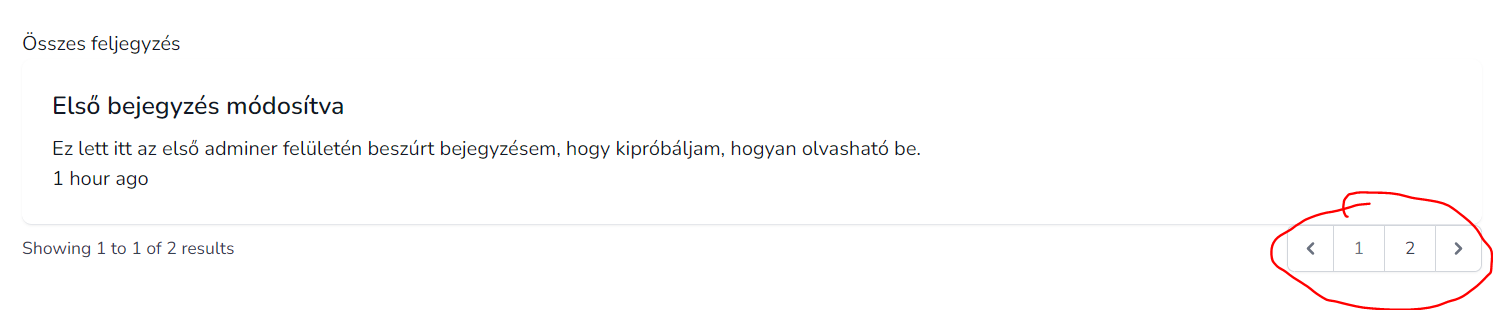 Összes feljegyzés
Első bejegyzés módosítva
Ez lett itt az első adminer felületén beszúrt bejegyzésem, hogy kipróbáljam, hogyan olvasható be.
1 hour ago
Showing 1 to 1 of 2 results
1 2